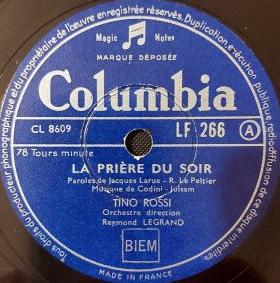 de l'œuvre enregistrée réservés. Duplication, exécution publique et radiodiffusion de ce disque interdites
Tous droits du producteur phonographique et du propriétaire
Magic Notes
MARQUE DÉPOSÉE
Columbia
CL 8609
LF 266 A
78 Tours minute
LA PRIÈRE DU SOIR
Paroles de Jacques Larue - R. Le Peltier
Musique de Codini - Julsam
TINO ROSSI
Orchestre direction
Raymond LEGRAND
BIEM
MADE IN FRANCE